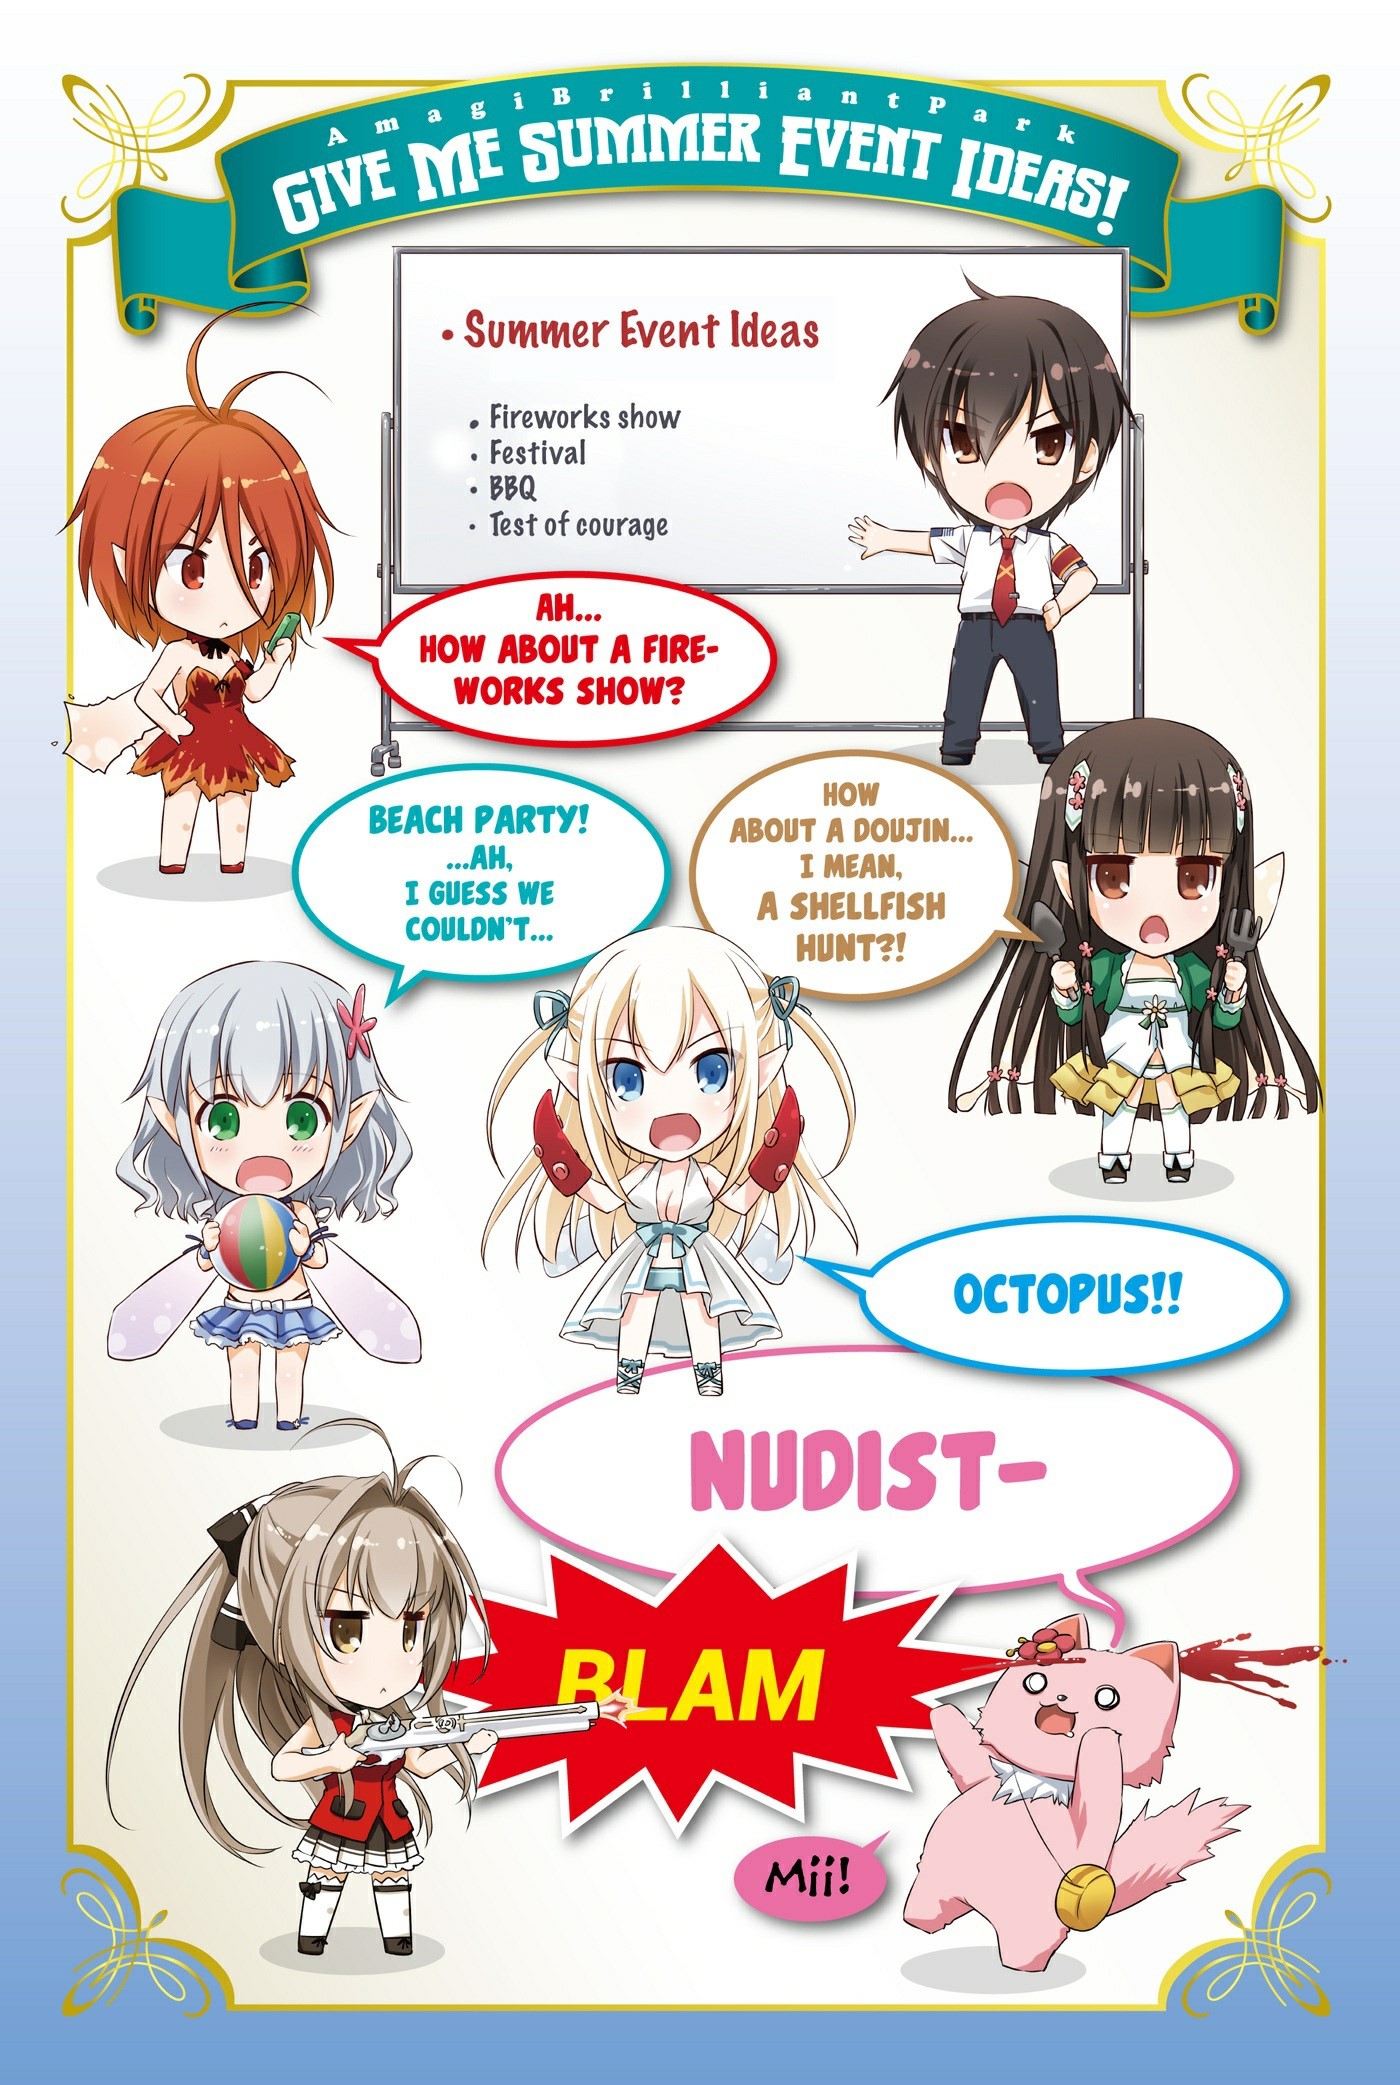 AmagiBrilliantPark
Give Me Summer Event Ideas!
• Summer Event Ideas
• Fireworks show
• Festival
• BBQ
• Test of courage
AH...
HOW ABOUT A FIRE-
WORKS SHOW?
BEACH PARTY!
...AH,
I GUESS WE
COULDN'T...
HOW
ABOUT A DOUJIN...
I MEAN,
A SHELLFISH
HUNT?!
OCTOPUS!!
NUDIST-
BLAM
Mii!